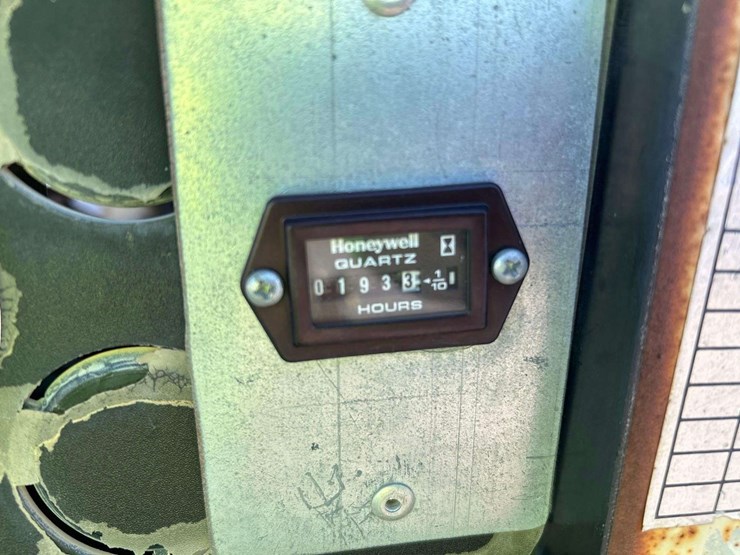 Honeywell
QUARTZ
0 1 9 3 3 1/10
HOURS